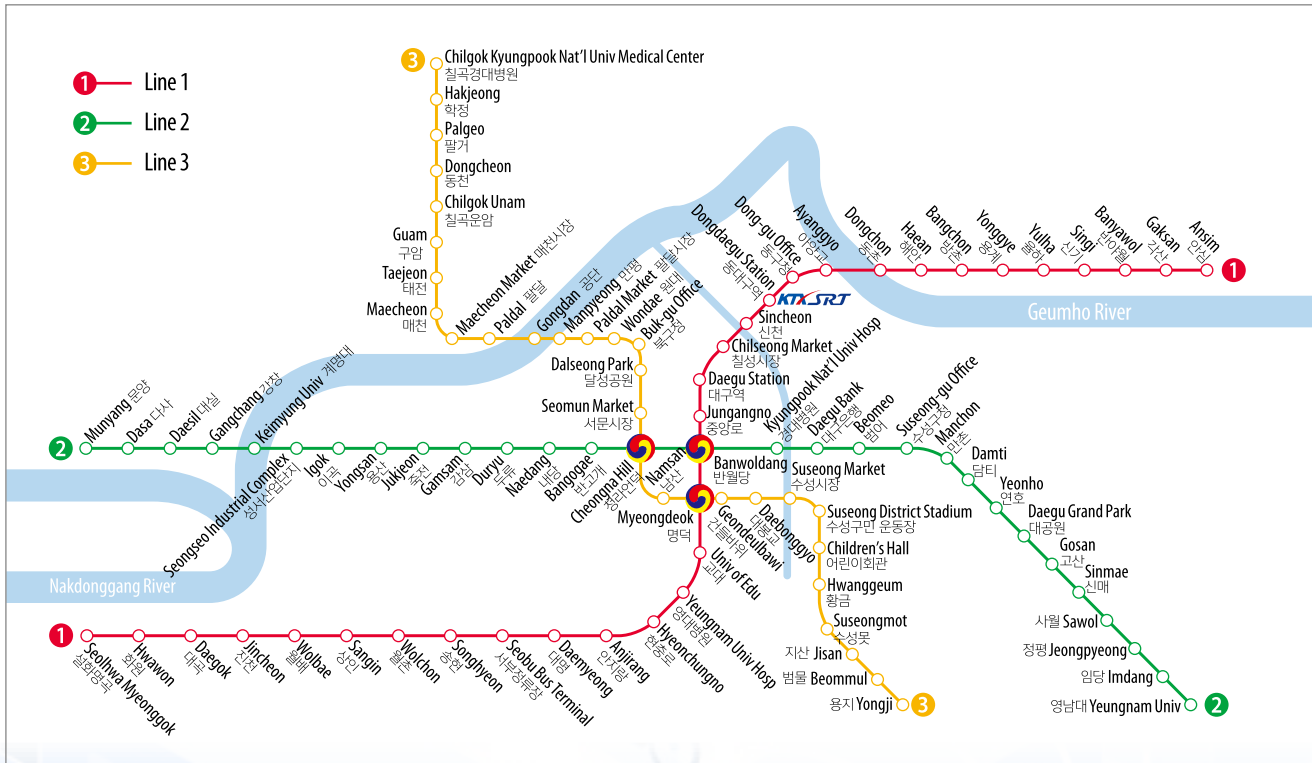 1 Line 1
2 Line 2
3 Line 3
3
Chilgok Kyungpook Nat'l Univ Medical Center
칠곡경대병원
Hakjeong
학정
Palgeo
팔거
Dongcheon
동천
Chilgok Unam
칠곡운암
Guam
구암
Taejeon
태전
Maecheon
매천
Maecheon Market 매천시장
Paldal 팔달
Gongdan 공단
Manpyeong 만평
Paldal Market 팔달시장
Wondae 원대
Buk-gu Office
북구청
Dalseong Park
달성공원
Seomun Market
서문시장
Cheongna Hill
청라언덕
Namsan
남산
Myeongdeok
명덕
Geondeulbawi
건들바위
Daebonggyo
대봉교
Suseong Market
수성시장
Suseong District Stadium
수성구민 운동장
Children's Hall
어린이회관
Hwanggeum
황금
Suseongmot
수성못
지산 Jisan
범물 Beommul
용지 Yongji
3
Ansim
안심
1
Gaksan
각산
Banyawol
반야월
Singi
신기
Yulha
율하
Yonggye
용계
Bangchon
방촌
Haean
해안
Dongchon
동촌
Ayanggyo
아양교
Dong-gu Office
동구청
Dongdaegu Station
동대구역
KTX SRT
Sincheon
신천
Chilseong Market
칠성시장
Daegu Station
대구역
Jungangno
중앙로
Banwoldang
반월당
Univ of Edu
교대
Yeungnam Univ Hosp
영대병원
Hyeonchungno
현충로
Anjirang
안지랑
Daemyeong
대명
Seobu Bus Terminal
서부정류장
Songhyeon
송현
Wolchon
월촌
Sangin
상인
Wolbae
월배
Jincheon
진천
Daegok
대곡
Hwawon
화원
Seolhwa Myeonggok
설화명곡
1
2
Munyang 문양
Dasa 다사
Daesil 대실
Gangchang 강창
Keimyung Univ 계명대
Seongseo Industrial Complex
성서산업단지
Igok
이곡
Yongsan
용산
Jukjeon
죽전
Gamsam
감삼
Duryu
두류
Naedang
내당
Bangogae
반고개
Kyungpook Nat'l Univ Hosp
경대병원
Daegu Bank
대구은행
Beomeo
범어
Suseong-gu Office
수성구청
Manchon
만촌
Damti
담티
Yeonho
연호
Daegu Grand Park
대공원
Gosan
고산
Sinmae
신매
사월 Sawol
정평 Jeongpyeong
임당 Imdang
영남대 Yeungnam Univ
2
Geumho River
Nakdonggang River